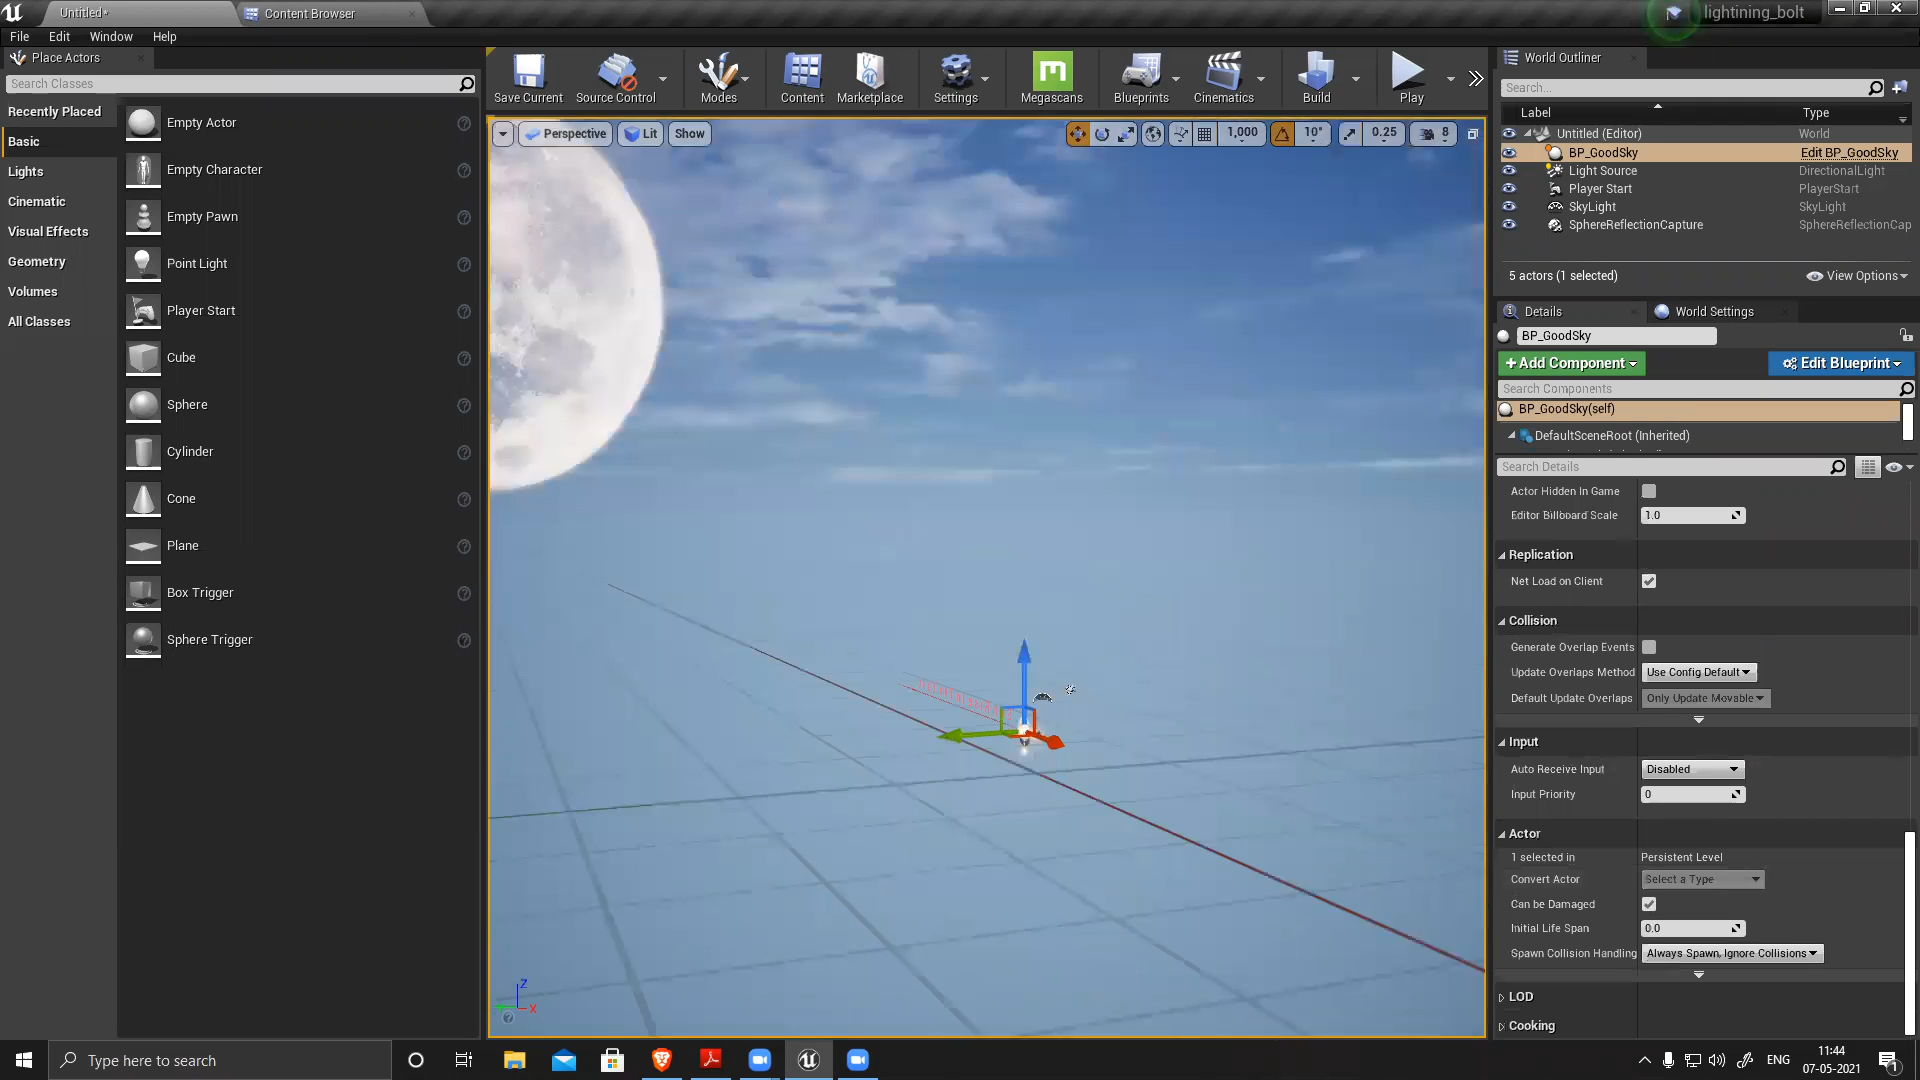 Untitled*
Content Browser
lightining_bolt
File
Edit
Window
Help
Place Actors
Search Classes
Recently Placed
Basic
Lights
Cinematic
Visual Effects
Geometry
Volumes
All Classes
Empty Actor
Empty Character
Empty Pawn
Point Light
Player Start
Cube
Sphere
Cylinder
Cone
Plane
Box Trigger
Sphere Trigger
Save Current
Source Control
Modes
Content
Marketplace
Settings
Megascans
Blueprints
Cinematics
Build
Play
Perspective
Lit
Show
1,000
10°
0.25
8
Z
X
World Outliner
Search...
Label
Type
Untitled (Editor)
World
BP_GoodSky
Edit BP_GoodSky
Light Source
DirectionalLight
Player Start
PlayerStart
SkyLight
SkyLight
SphereReflectionCapture
SphereReflectionCap
5 actors (1 selected)
View Options
Details
World Settings
BP_GoodSky
+ Add Component
Edit Blueprint
Search Components
BP_GoodSky(self)
DefaultSceneRoot (Inherited)
Search Details
Actor Hidden In Game
Editor Billboard Scale
1.0
Replication
Net Load on Client
Collision
Generate Overlap Events
Update Overlaps Method
Use Config Default
Default Update Overlaps
Only Update Movable
Input
Auto Receive Input
Disabled
Input Priority
0
Actor
1 selected in
Persistent Level
Convert Actor
Select a Type
Can be Damaged
Initial Life Span
0.0
Spawn Collision Handling
Always Spawn, Ignore Collisions
LOD
Cooking
Type here to search
ENG
11:44
07-05-2021
1